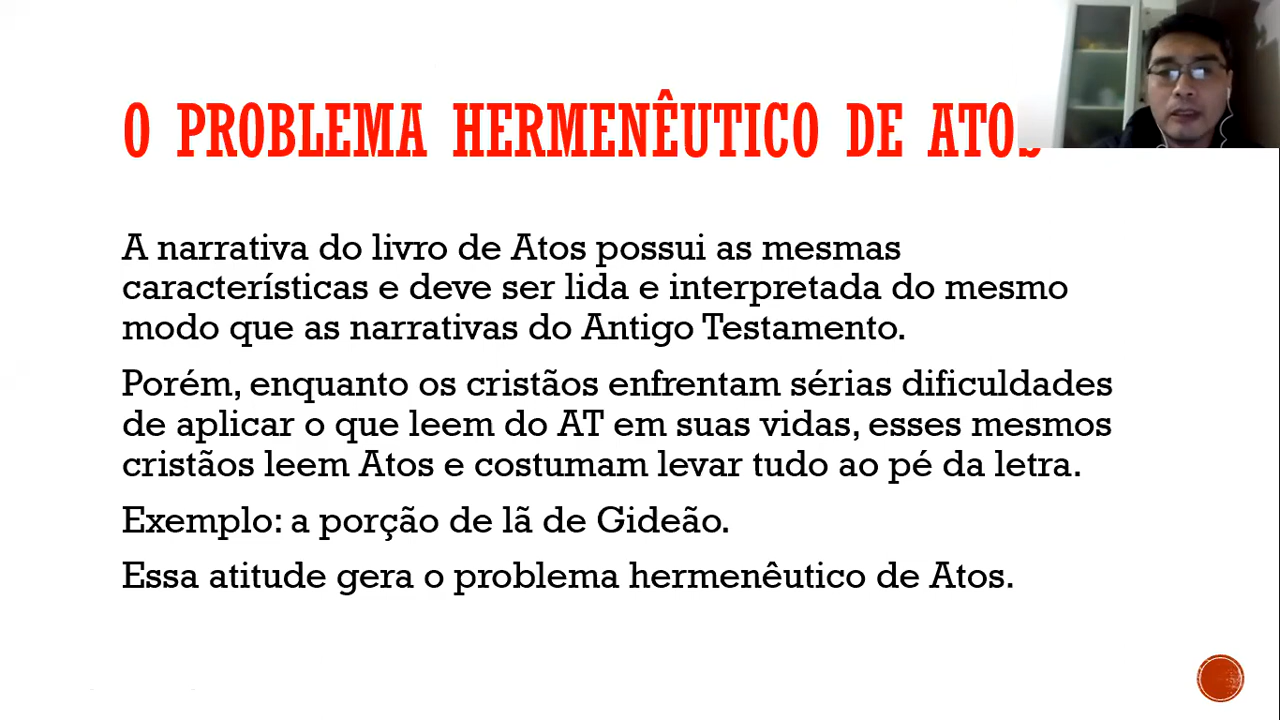 O PROBLEMA HERMENÊUTICO DE ATOS
A narrativa do livro de Atos possui as mesmas
características e deve ser lida e interpretada do mesmo
modo que as narrativas do Antigo Testamento.
Porém, enquanto os cristãos enfrentam sérias dificuldades
de aplicar o que leem do AT em suas vidas, esses mesmos
cristãos leem Atos e costumam levar tudo ao pé da letra.
Exemplo: a porção de lã de Gideão.
Essa atitude gera o problema hermenêutico de Atos.